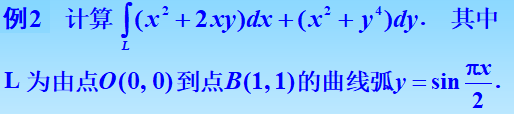 例2 计算 ∫_L (x² + 2xy)dx + (x² + y⁴)dy. 其中
L 为由点O(0, 0)到点B(1, 1)的曲线弧y = sin πx/2.